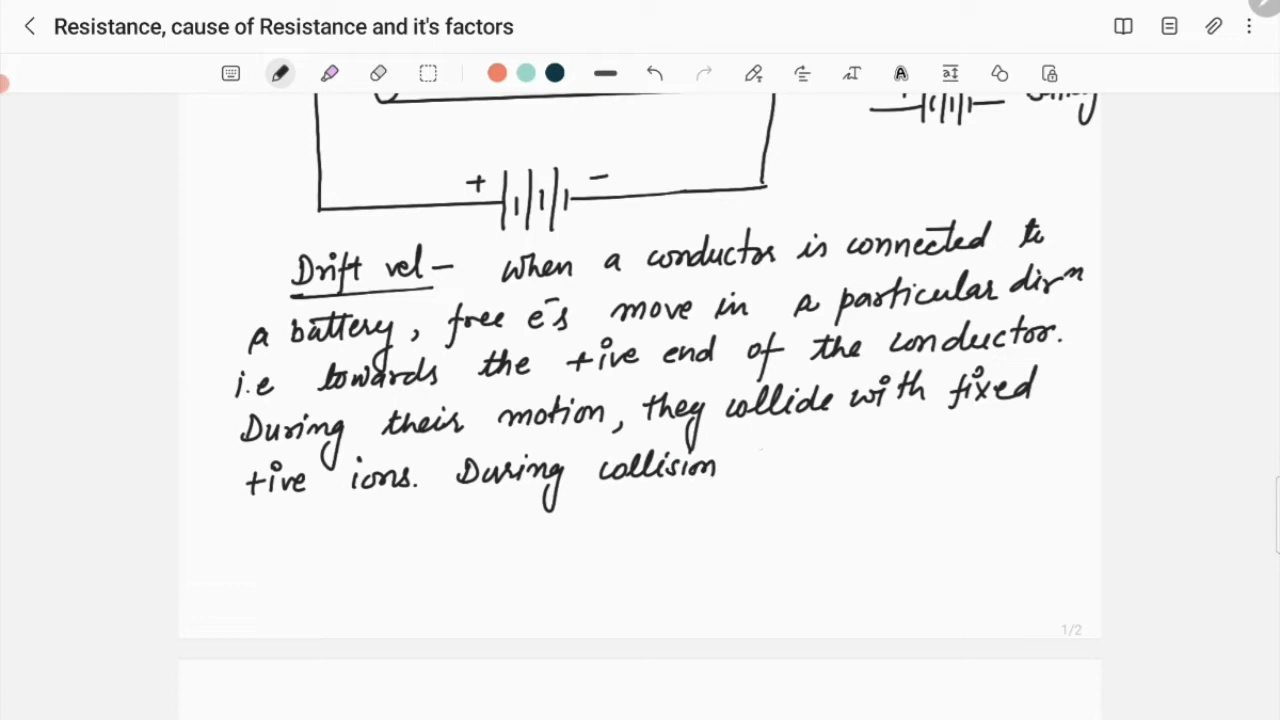 Resistance, cause of Resistance and it's factors
+ −
Drift vel − When a conductor is connected to
a battery, free e⁻s move in a particular dirⁿ
i.e towards the +ive end of the conductor.
During their motion, they collide with fixed
+ive ions. During collision
1/2